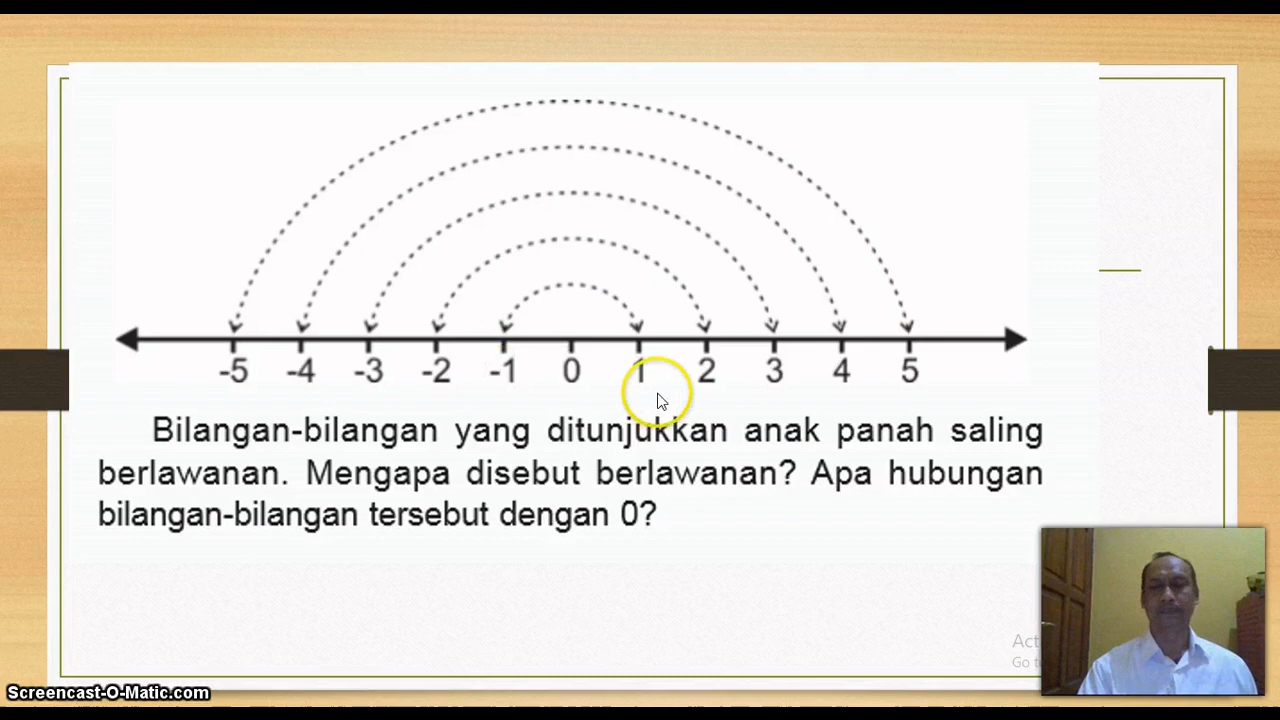 -5 -4 -3 -2 -1 0 1 2 3 4 5
Bilangan-bilangan yang ditunjukkan anak panah saling
berlawanan. Mengapa disebut berlawanan? Apa hubungan
bilangan-bilangan tersebut dengan 0?
Go
Screencast-O-Matic.com